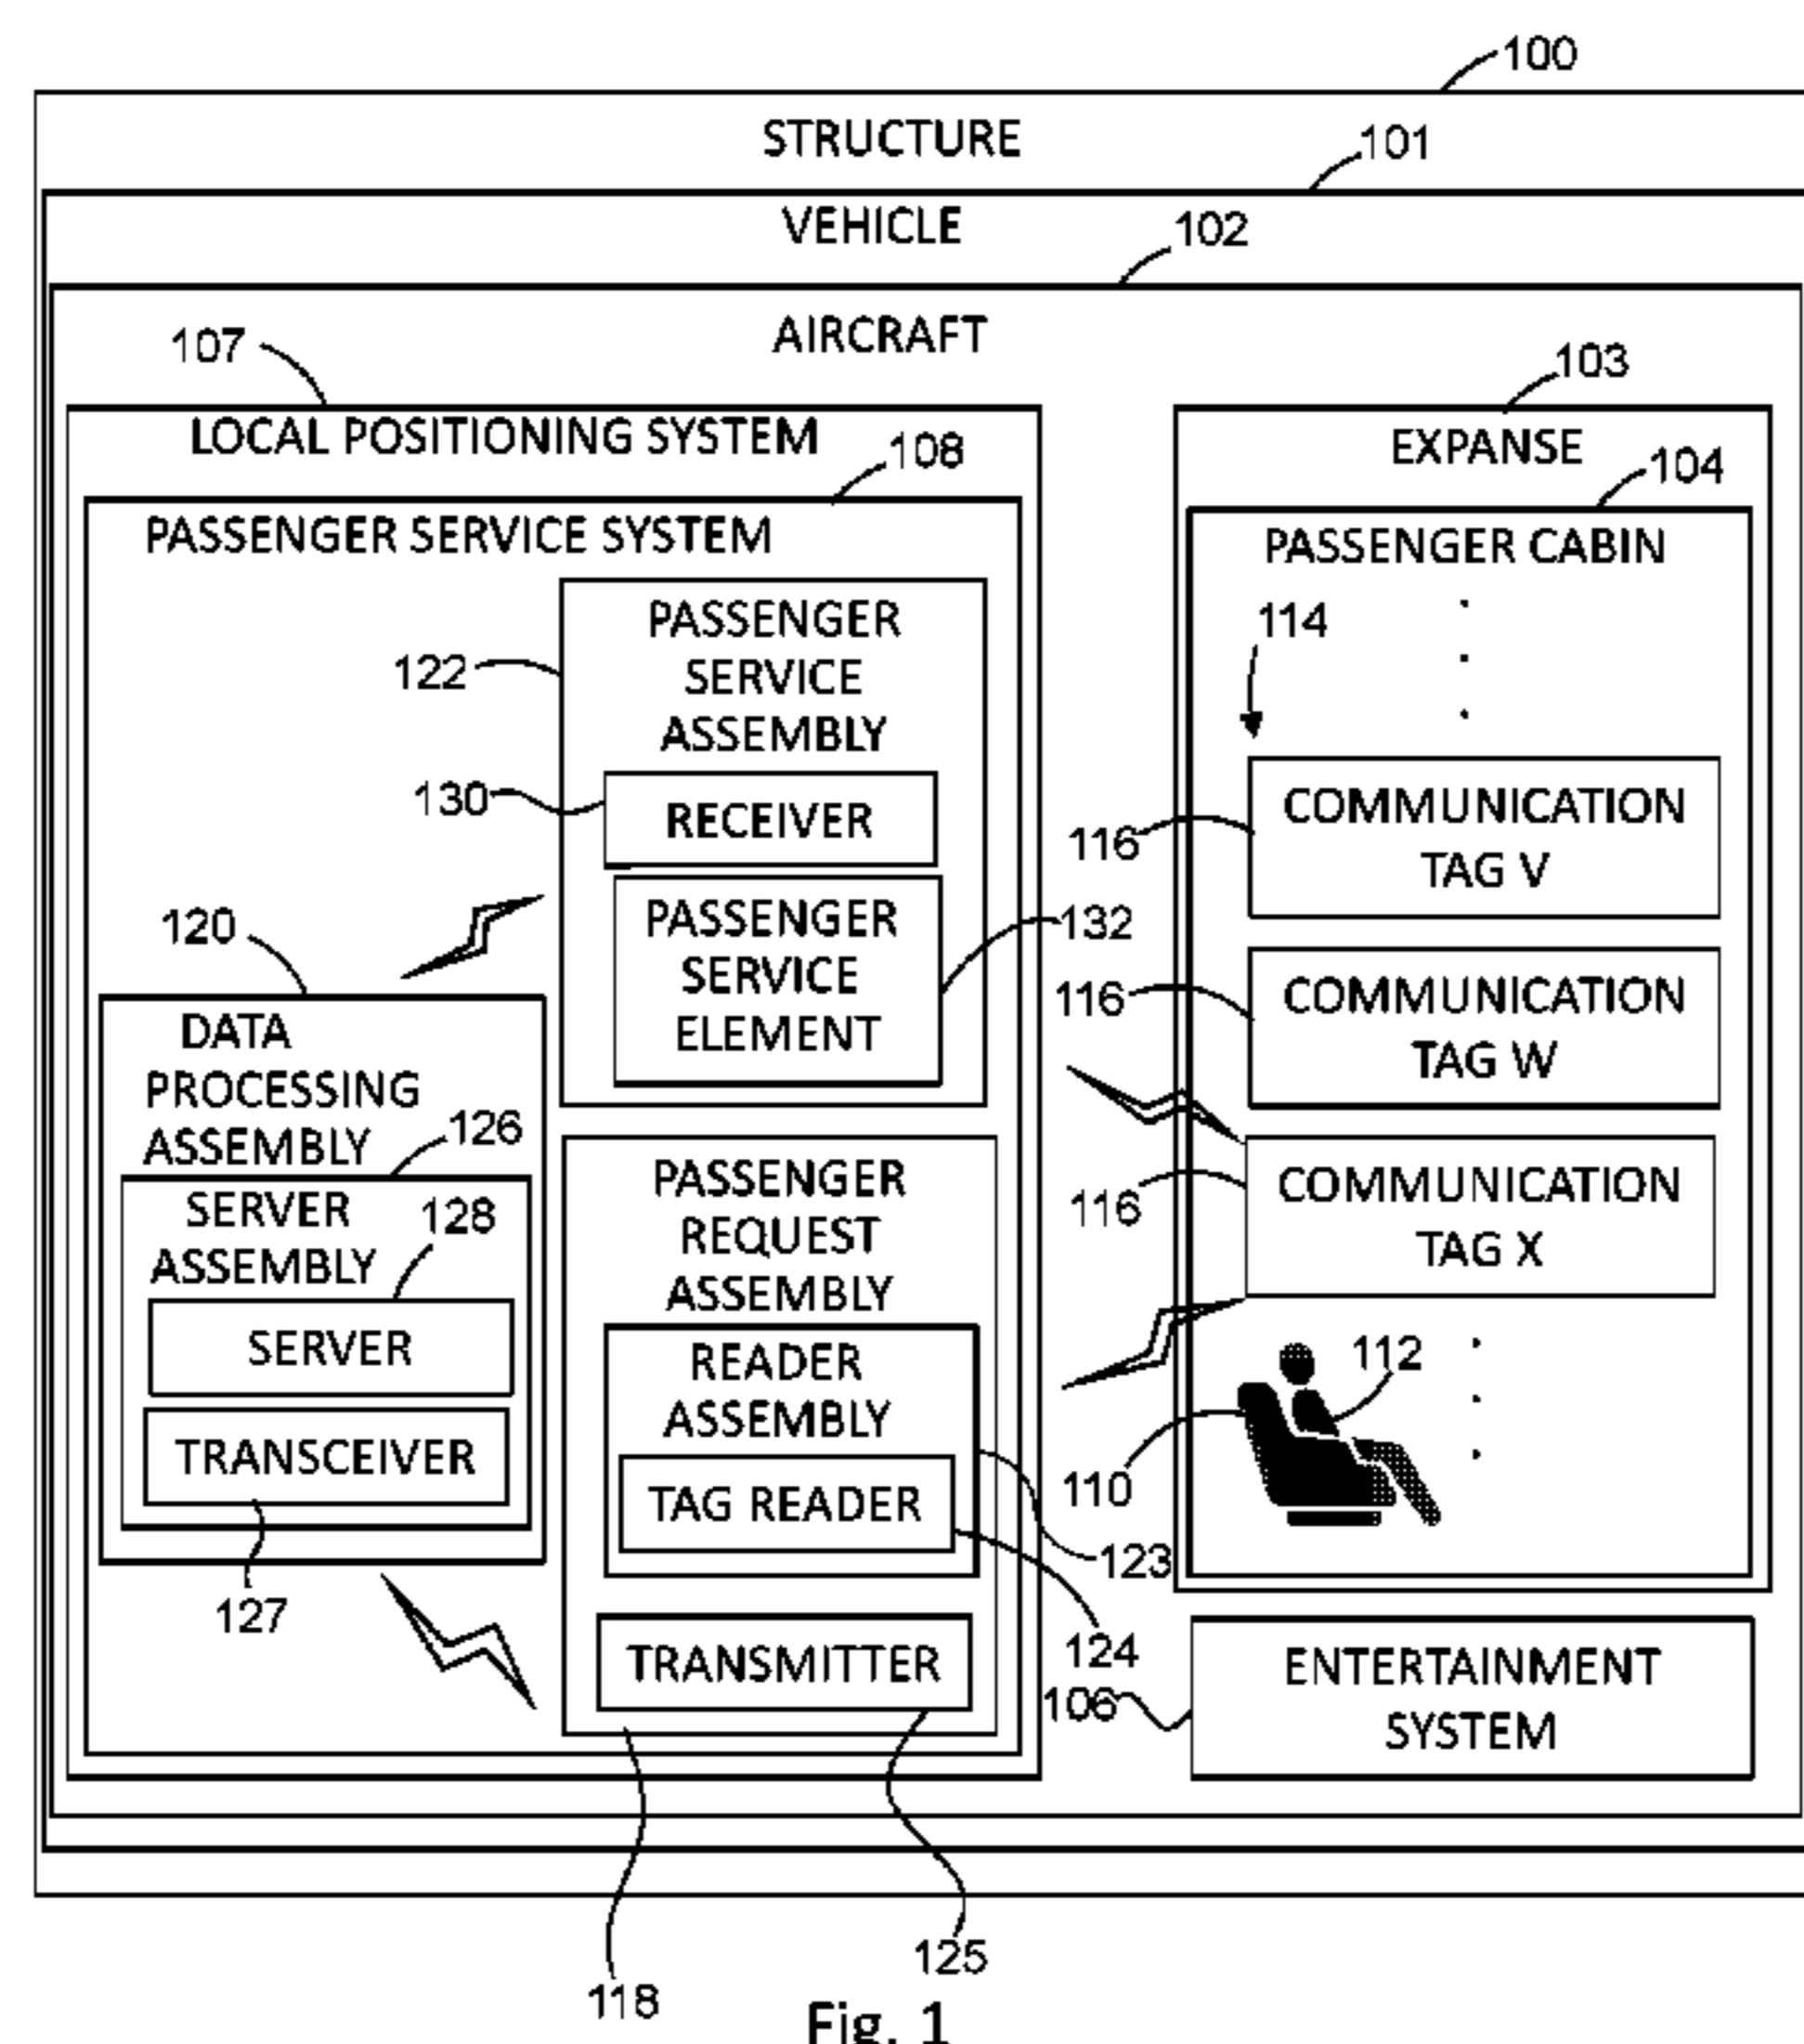 100
STRUCTURE
101
VEHICLE
102
AIRCRAFT
107
103
LOCAL POSITIONING SYSTEM
108
EXPANSE
104
PASSENGER SERVICE SYSTEM
PASSENGER CABIN
PASSENGER
SERVICE
ASSEMBLY
122
114
130
RECEIVER
116
COMMUNICATION
TAG V
120
PASSENGER
SERVICE
ELEMENT
132
116
COMMUNICATION
TAG W
DATA
PROCESSING
ASSEMBLY
126
SERVER
ASSEMBLY
128
SERVER
TRANSCEIVER
127
PASSENGER
REQUEST
ASSEMBLY
116
COMMUNICATION
TAG X
READER
ASSEMBLY
TAG READER
112
110
123
124
TRANSMITTER
106
ENTERTAINMENT
SYSTEM
125
118
Fig. 1